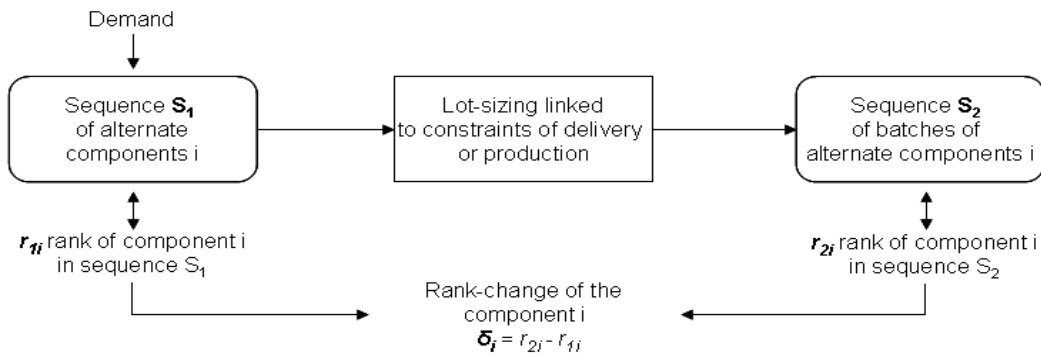 Demand
Sequence S₁
of alternate
components i
Lot-sizing linked
to constraints of delivery
or production
Sequence S₂
of batches of
alternate components i
r₁ᵢ rank of component i
in sequence S₁
r₂ᵢ rank of component i
in sequence S₂
Rank-change of the
component i
δᵢ = r₂ᵢ - r₁ᵢ